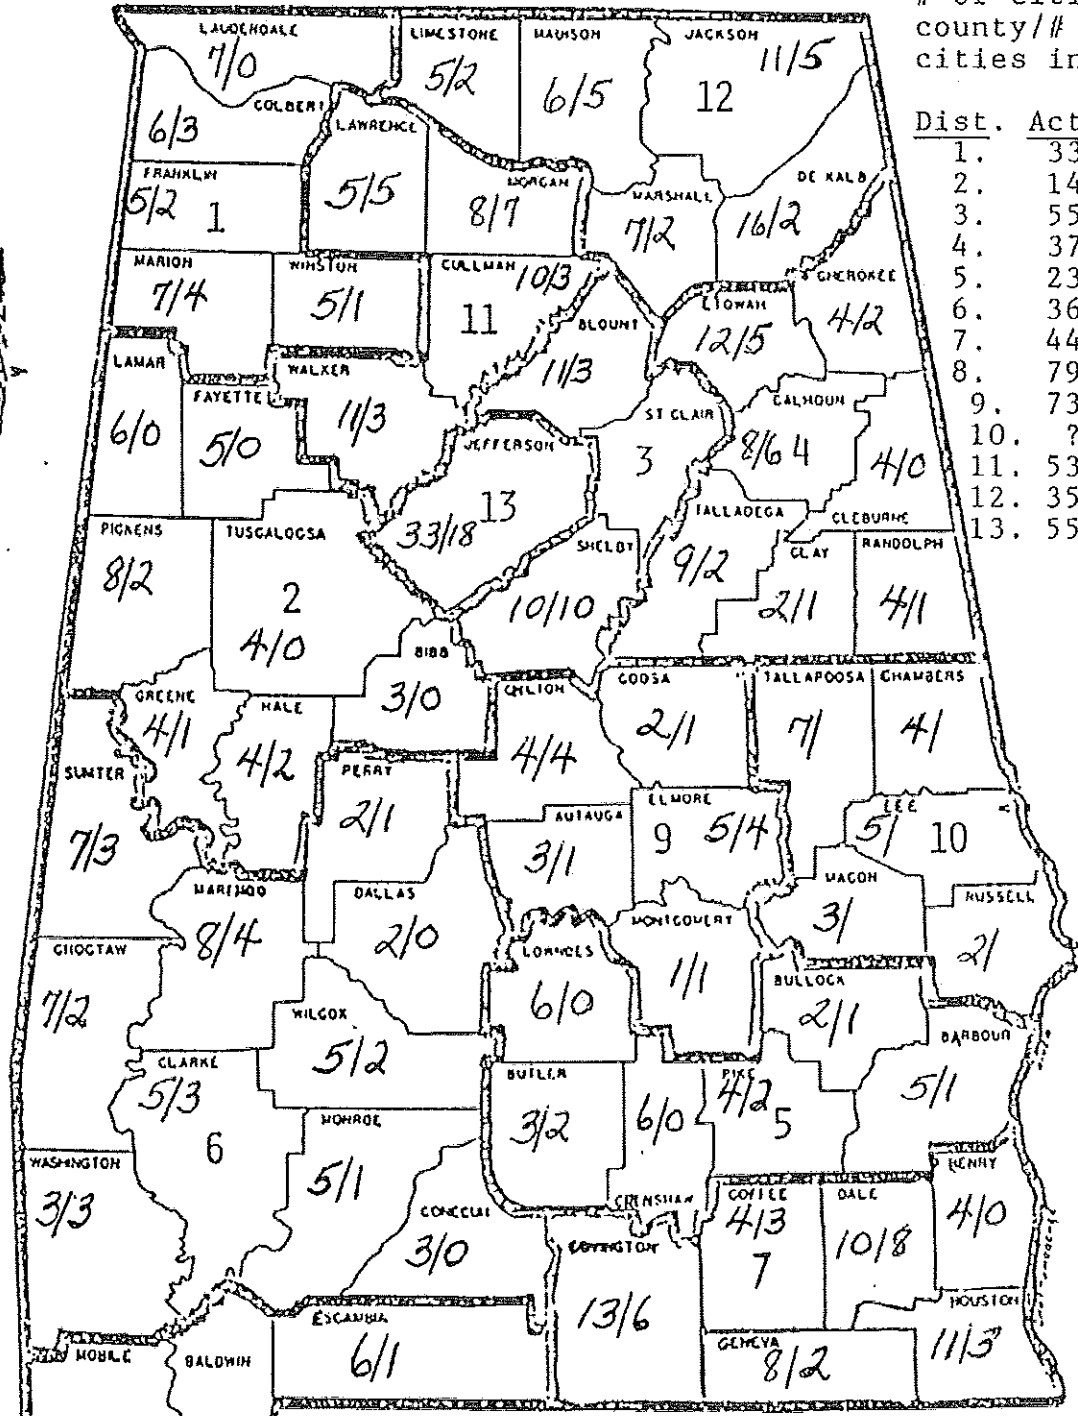 # of citi
county/#
cities in
Dist. Act
1. 33
2. 14
3. 55
4. 37
5. 23
6. 36
7. 44
8. 79
9. 73
10. ?
11. 53
12. 35
13. 55
LAUDERDALE
7/0
LIMESTONE
5/2
MADISON
6/5
JACKSON
11/5
12
COLBERT
6/3
LAWRENCE
5/5
FRANKLIN
5/2
1
MORGAN
8/7
MARSHALL
7/2
DE KALB
16/2
MARION
7/4
WINSTON
5/1
CULLMAN
10/3
11
BLOUNT
11/3
ETOWAH
12/5
CHEROKEE
4/2
LAMAR
6/0
FAYETTE
5/0
WALKER
11/3
JEFFERSON
33/18
13
ST CLAIR
3
CALHOUN
8/6
4
CLEBURNE
4/0
PICKENS
8/2
TUSCALOOSA
2
4/0
SHELBY
10/10
TALLADEGA
9/2
CLAY
2/1
RANDOLPH
4/1
BIBB
3/0
GREENE
4/1
HALE
4/2
CHILTON
4/4
COOSA
2/1
TALLAPOOSA
7/
CHAMBERS
4/
SUMTER
7/3
PERRY
2/1
AUTAUGA
3/1
ELMORE
9
5/4
LEE
5/
10
MARENGO
8/4
DALLAS
2/0
LOWNDES
6/0
MONTGOMERY
1/1
MACON
3/
RUSSELL
2/
CHOCTAW
7/2
WILCOX
5/2
BULLOCK
2/1
BARBOUR
5/1
CLARKE
5/3
6
MONROE
5/1
BUTLER
3/2
CRENSHAW
6/0
PIKE
4/2
5
WASHINGTON
3/3
CONECUH
3/0
COVINGTON
13/6
COFFEE
4/3
7
DALE
10/8
HENRY
4/0
MOBILE
BALDWIN
ESCAMBIA
6/1
GENEVA
8/2
HOUSTON
11/3